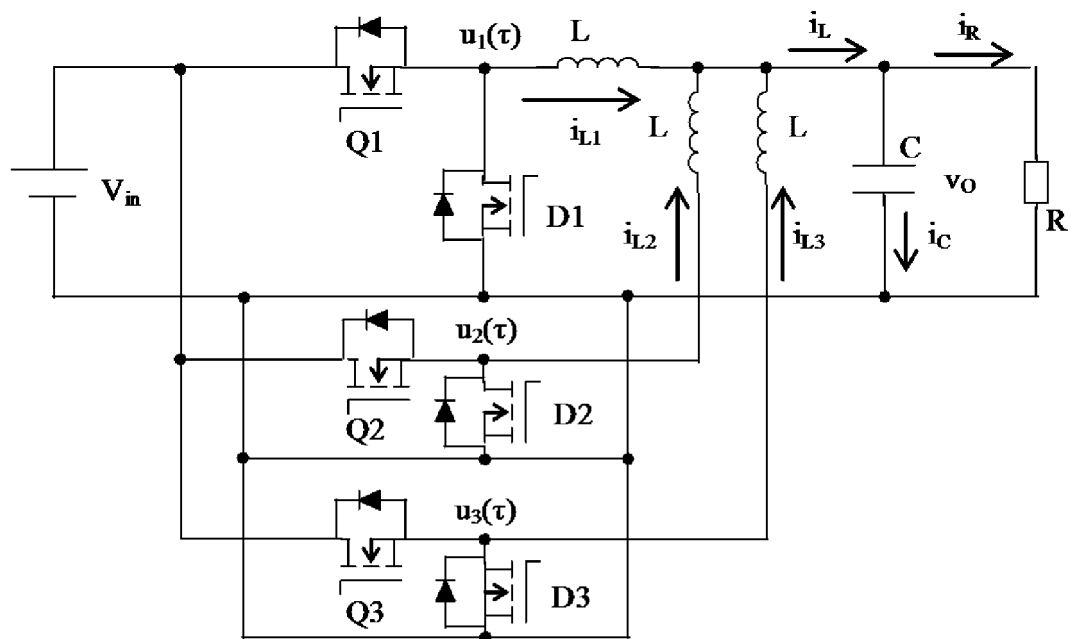 u₁(τ)
L
i_L
i_R
Q1
i_L1
L
L
C
V_in
D1
v_O
R
i_L2
i_L3
i_C
u₂(τ)
Q2
D2
u₃(τ)
Q3
D3